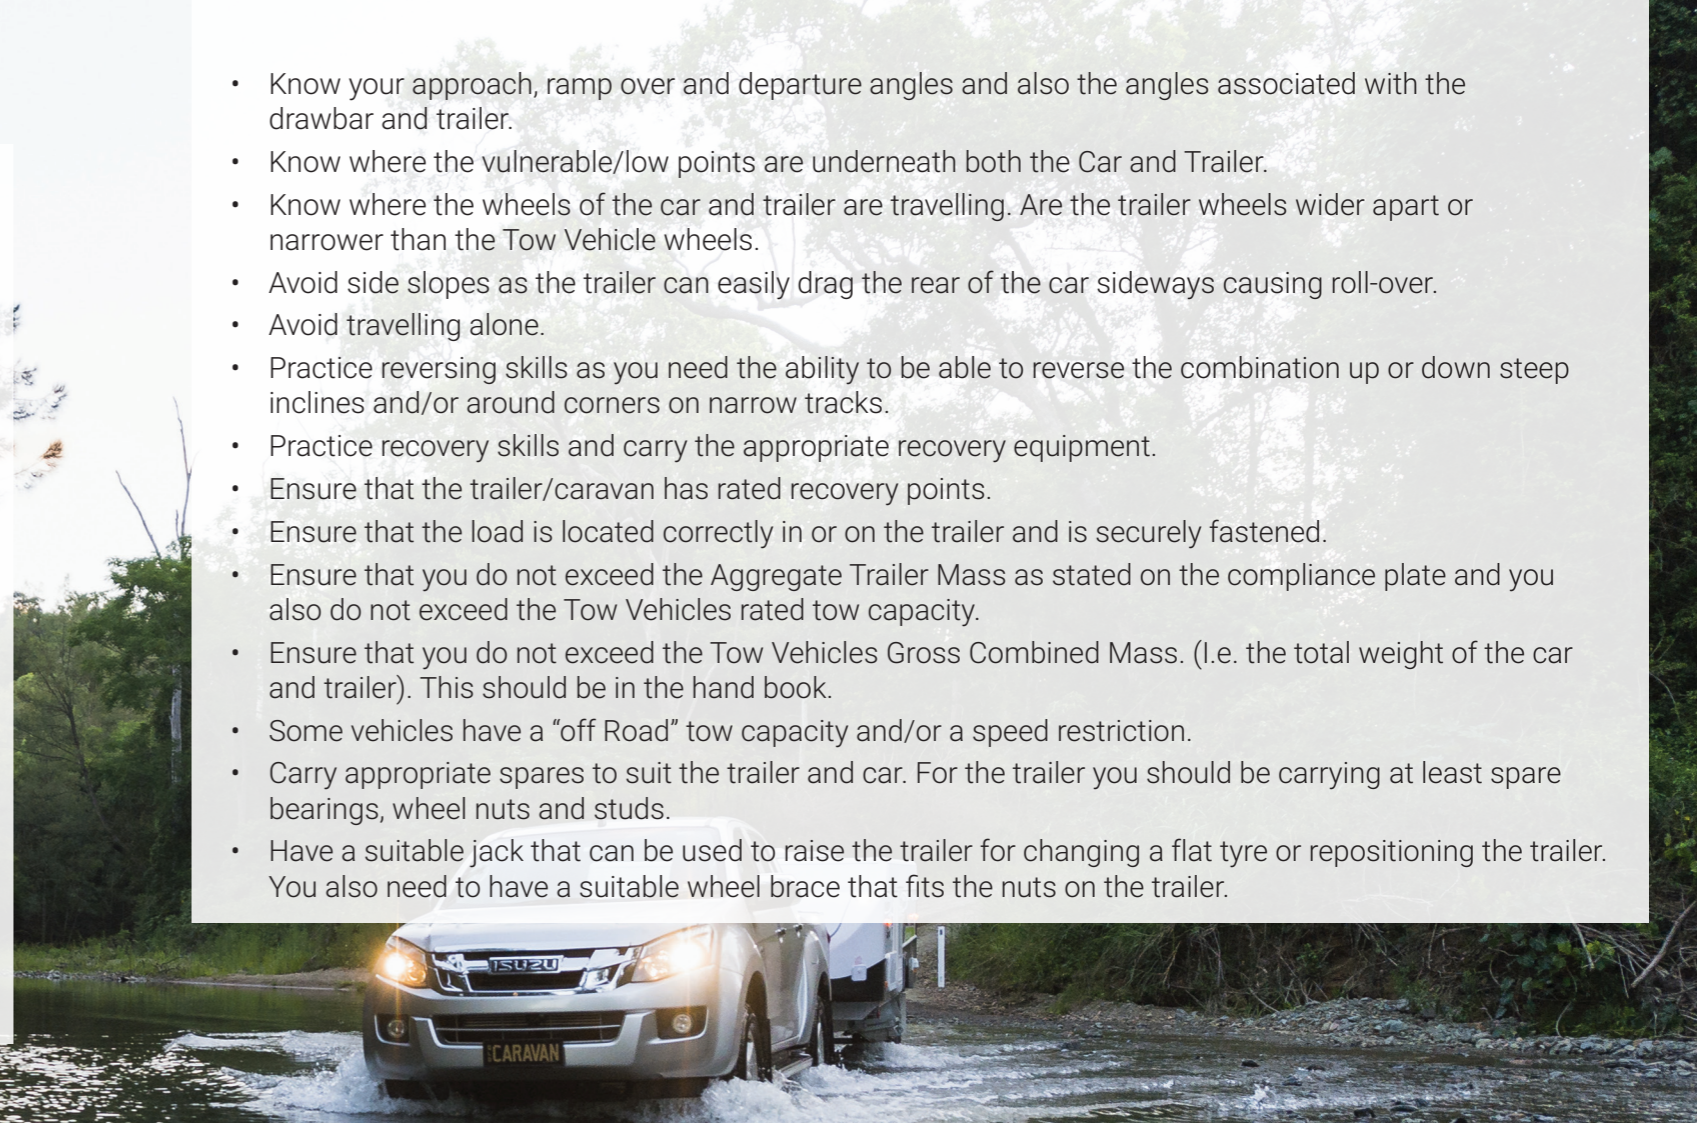 • Know your approach, ramp over and departure angles and also the angles associated with the
drawbar and trailer.
• Know where the vulnerable/low points are underneath both the Car and Trailer.
• Know where the wheels of the car and trailer are travelling. Are the trailer wheels wider apart or
narrower than the Tow Vehicle wheels.
• Avoid side slopes as the trailer can easily drag the rear of the car sideways causing roll-over.
• Avoid travelling alone.
• Practice reversing skills as you need the ability to be able to reverse the combination up or down steep
inclines and/or around corners on narrow tracks.
• Practice recovery skills and carry the appropriate recovery equipment.
• Ensure that the trailer/caravan has rated recovery points.
• Ensure that the load is located correctly in or on the trailer and is securely fastened.
• Ensure that you do not exceed the Aggregate Trailer Mass as stated on the compliance plate and you
also do not exceed the Tow Vehicles rated tow capacity.
• Ensure that you do not exceed the Tow Vehicles Gross Combined Mass. (I.e. the total weight of the car
and trailer). This should be in the hand book.
• Some vehicles have a “off Road” tow capacity and/or a speed restriction.
• Carry appropriate spares to suit the trailer and car. For the trailer you should be carrying at least spare
bearings, wheel nuts and studs.
• Have a suitable jack that can be used to raise the trailer for changing a flat tyre or repositioning the trailer.
You also need to have a suitable wheel brace that fits the nuts on the trailer.
ISUZU
CARAVAN